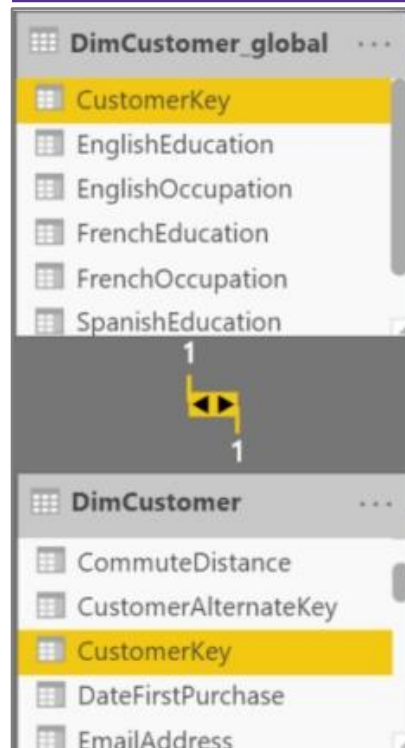 DimCustomer_global ...
CustomerKey
EnglishEducation
EnglishOccupation
FrenchEducation
FrenchOccupation
SpanishEducation
1
1
DimCustomer ...
CommuteDistance
CustomerAlternateKey
CustomerKey
DateFirstPurchase
EmailAddress